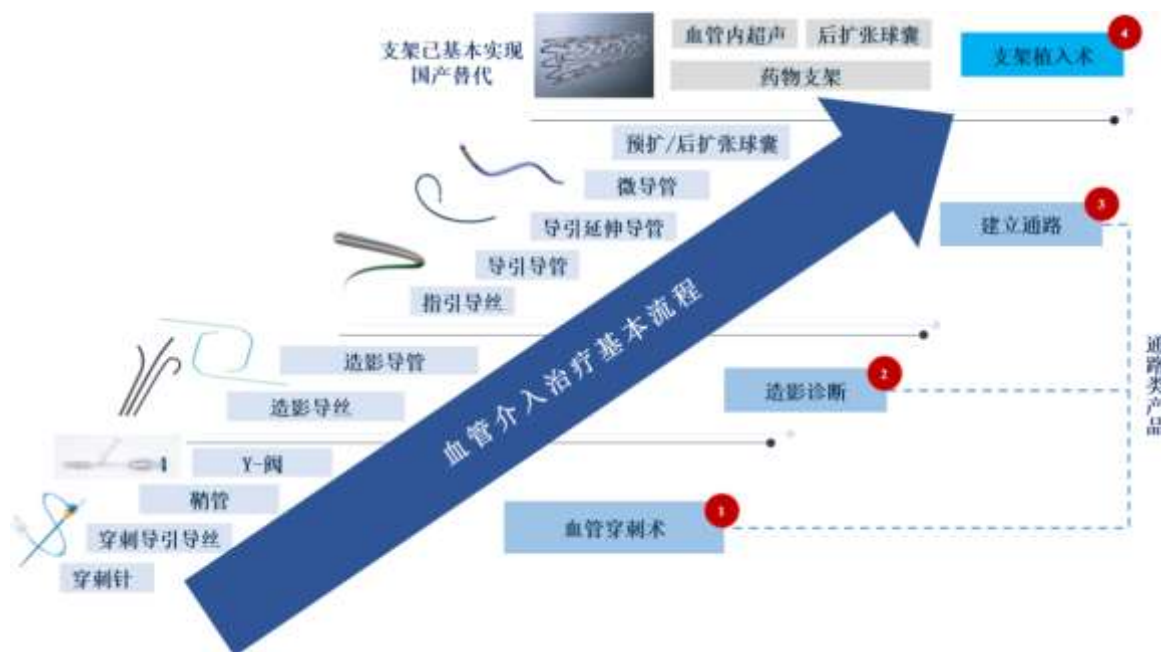 支架已基本实现
国产替代
血管内超声
后扩张球囊
药物支架
支架植入术
4
预扩/后扩张球囊
微导管
导引延伸导管
导引导管
指引导丝
建立通路
3
造影导管
造影导丝
造影诊断
2
Y-阀
鞘管
穿刺导引导丝
穿刺针
血管穿刺术
1
血管介入治疗基本流程
通路类产品